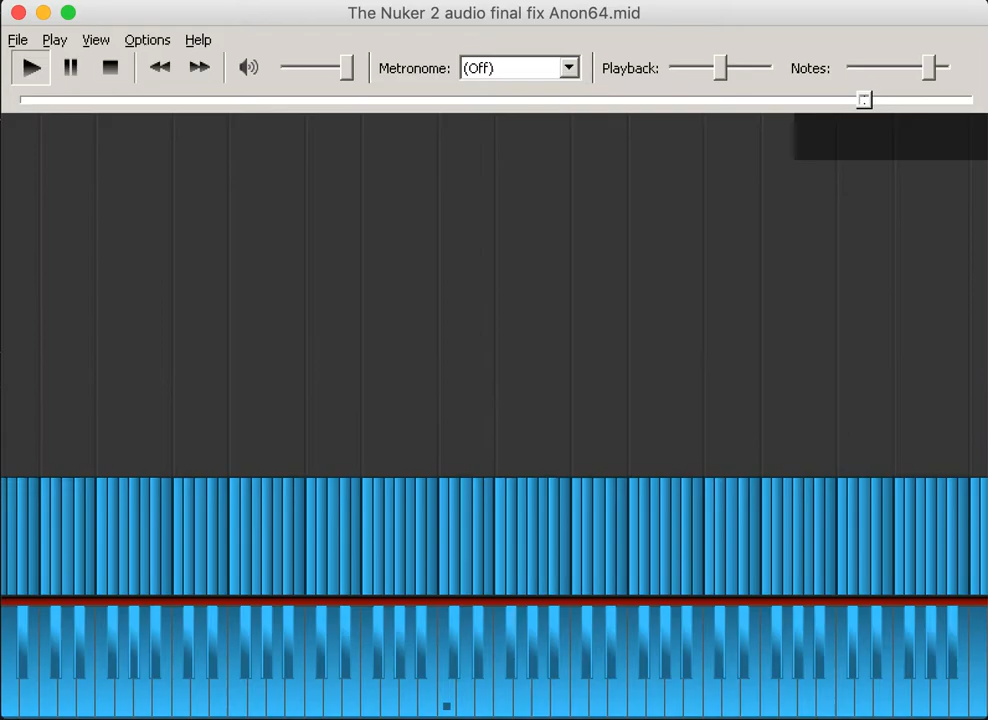 The Nuker 2 audio final fix Anon64.mid
File Play View Options Help
Metronome: (Off) Playback: Notes: